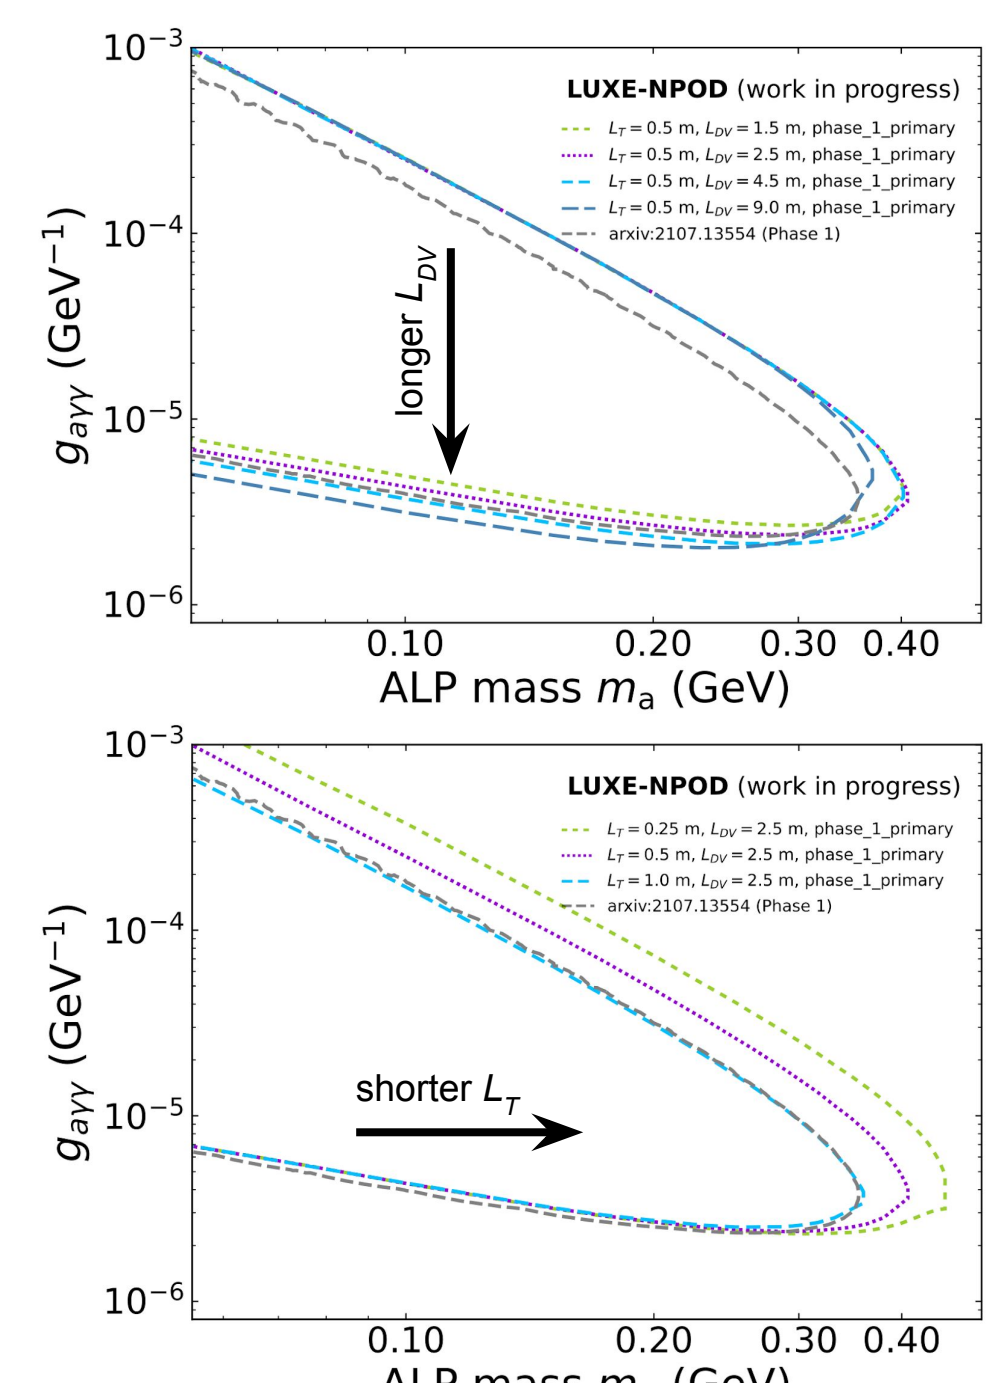 10⁻³
10⁻⁴
10⁻⁵
10⁻⁶
g_aγγ (GeV⁻¹)
LUXE-NPOD (work in progress)
L_T = 0.5 m, L_DV = 1.5 m, phase_1_primary
L_T = 0.5 m, L_DV = 2.5 m, phase_1_primary
L_T = 0.5 m, L_DV = 4.5 m, phase_1_primary
L_T = 0.5 m, L_DV = 9.0 m, phase_1_primary
arxiv:2107.13554 (Phase 1)
longer L_DV
0.10 0.20 0.30 0.40
ALP mass m_a (GeV)
10⁻³
10⁻⁴
10⁻⁵
10⁻⁶
g_aγγ (GeV⁻¹)
LUXE-NPOD (work in progress)
L_T = 0.25 m, L_DV = 2.5 m, phase_1_primary
L_T = 0.5 m, L_DV = 2.5 m, phase_1_primary
L_T = 1.0 m, L_DV = 2.5 m, phase_1_primary
arxiv:2107.13554 (Phase 1)
shorter L_T
0.10 0.20 0.30 0.40
ALP mass m (GeV)